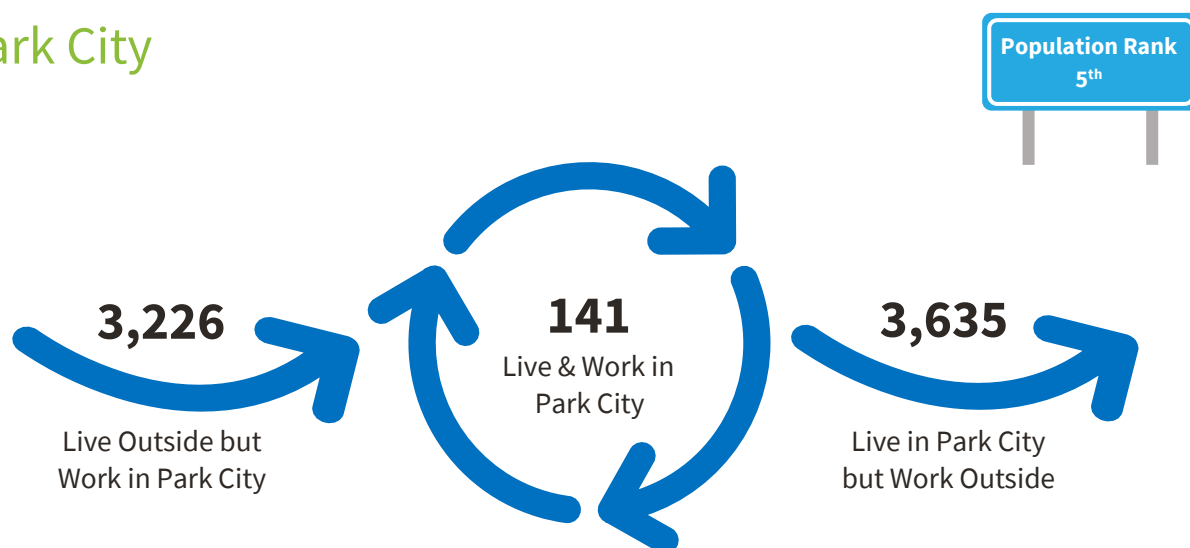 ark City
Population Rank
5th
3,226
Live Outside but
Work in Park City
141
Live & Work in
Park City
3,635
Live in Park City
but Work Outside